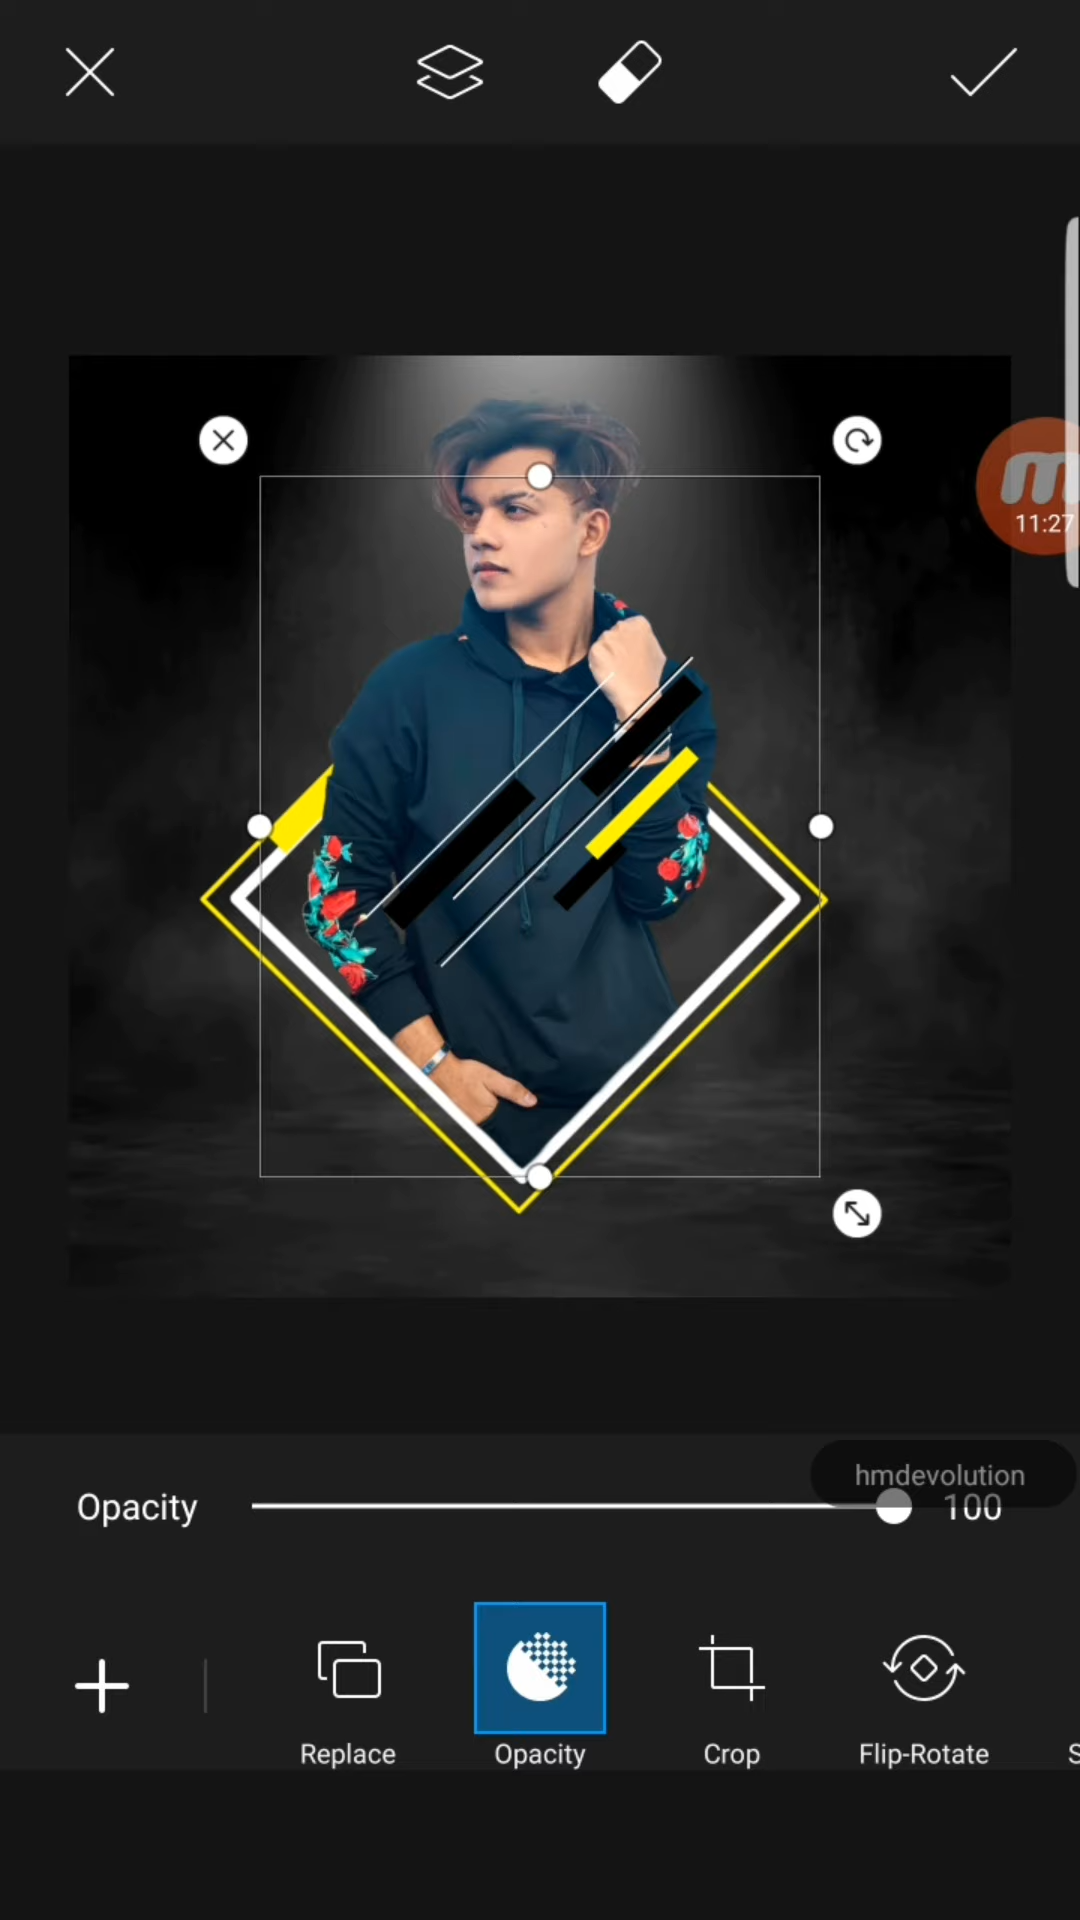 11:27
hmdevolution
Opacity
100
Replace
Opacity
Crop
Flip-Rotate
S